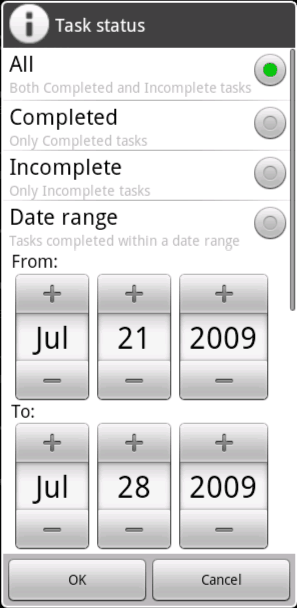 Task status
All
Both Completed and Incomplete tasks
Completed
Only Completed tasks
Incomplete
Only Incomplete tasks
Date range
Tasks completed within a date range
From:
+ + +
Jul 21 2009
− − −
To:
+ + +
Jul 28 2009
− − −
OK Cancel